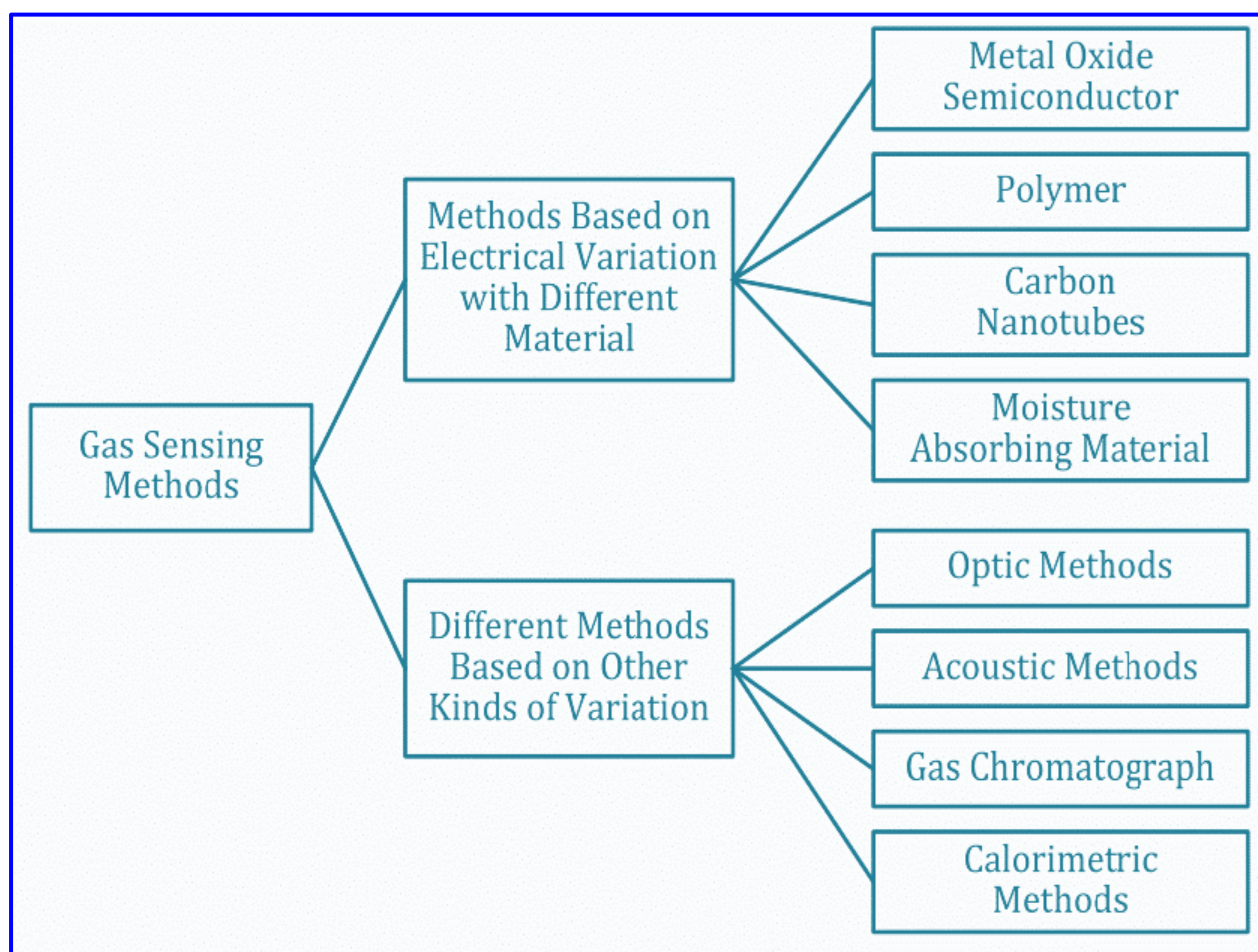 Gas Sensing
Methods
Methods Based on
Electrical Variation
with Different
Material
Metal Oxide
Semiconductor
Polymer
Carbon
Nanotubes
Moisture
Absorbing Material
Different Methods
Based on Other
Kinds of Variation
Optic Methods
Acoustic Methods
Gas Chromatograph
Calorimetric
Methods